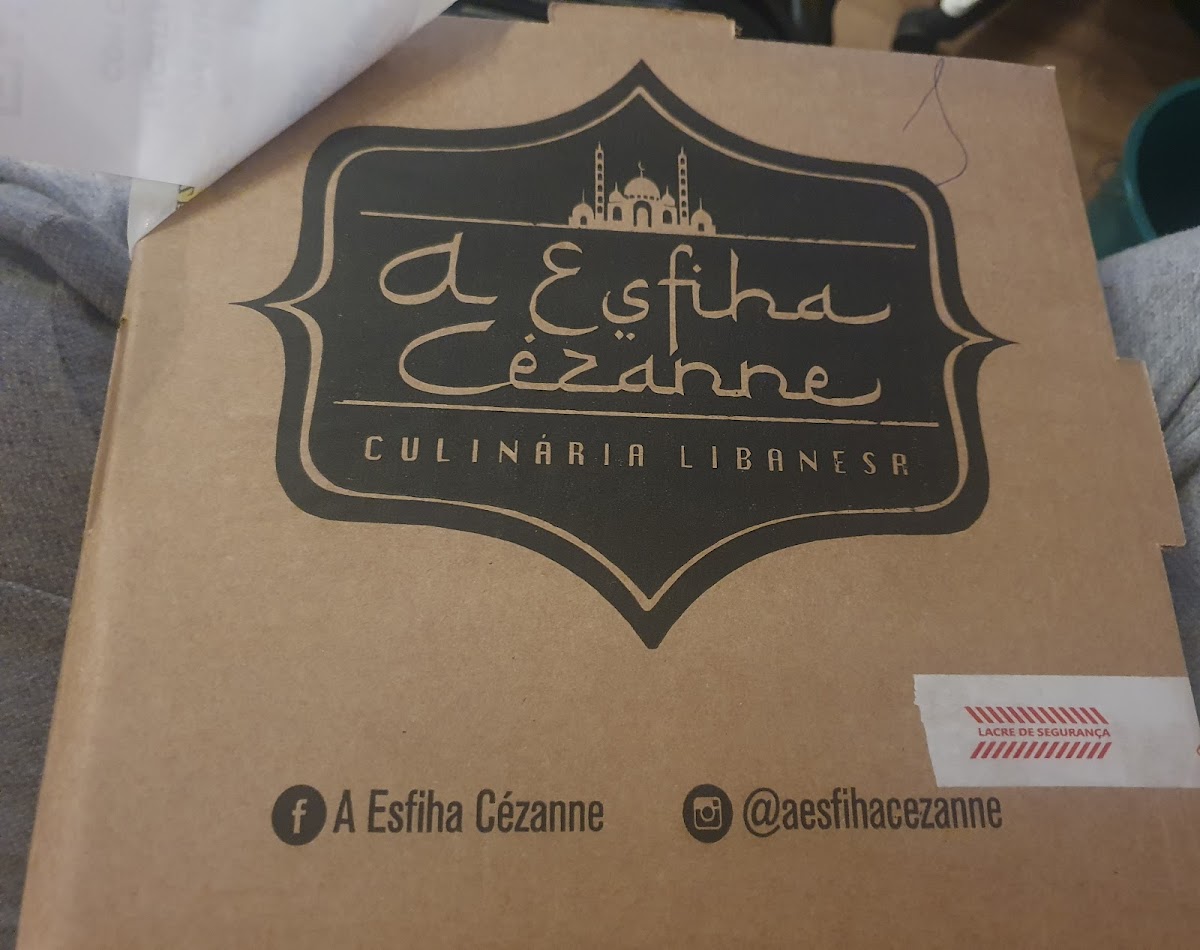 A Esfiha
Cézanne
CULINÁRIA LIBANESA
LACRE DE SEGURANÇA
A Esfiha Cézanne
@aesfihacezanne